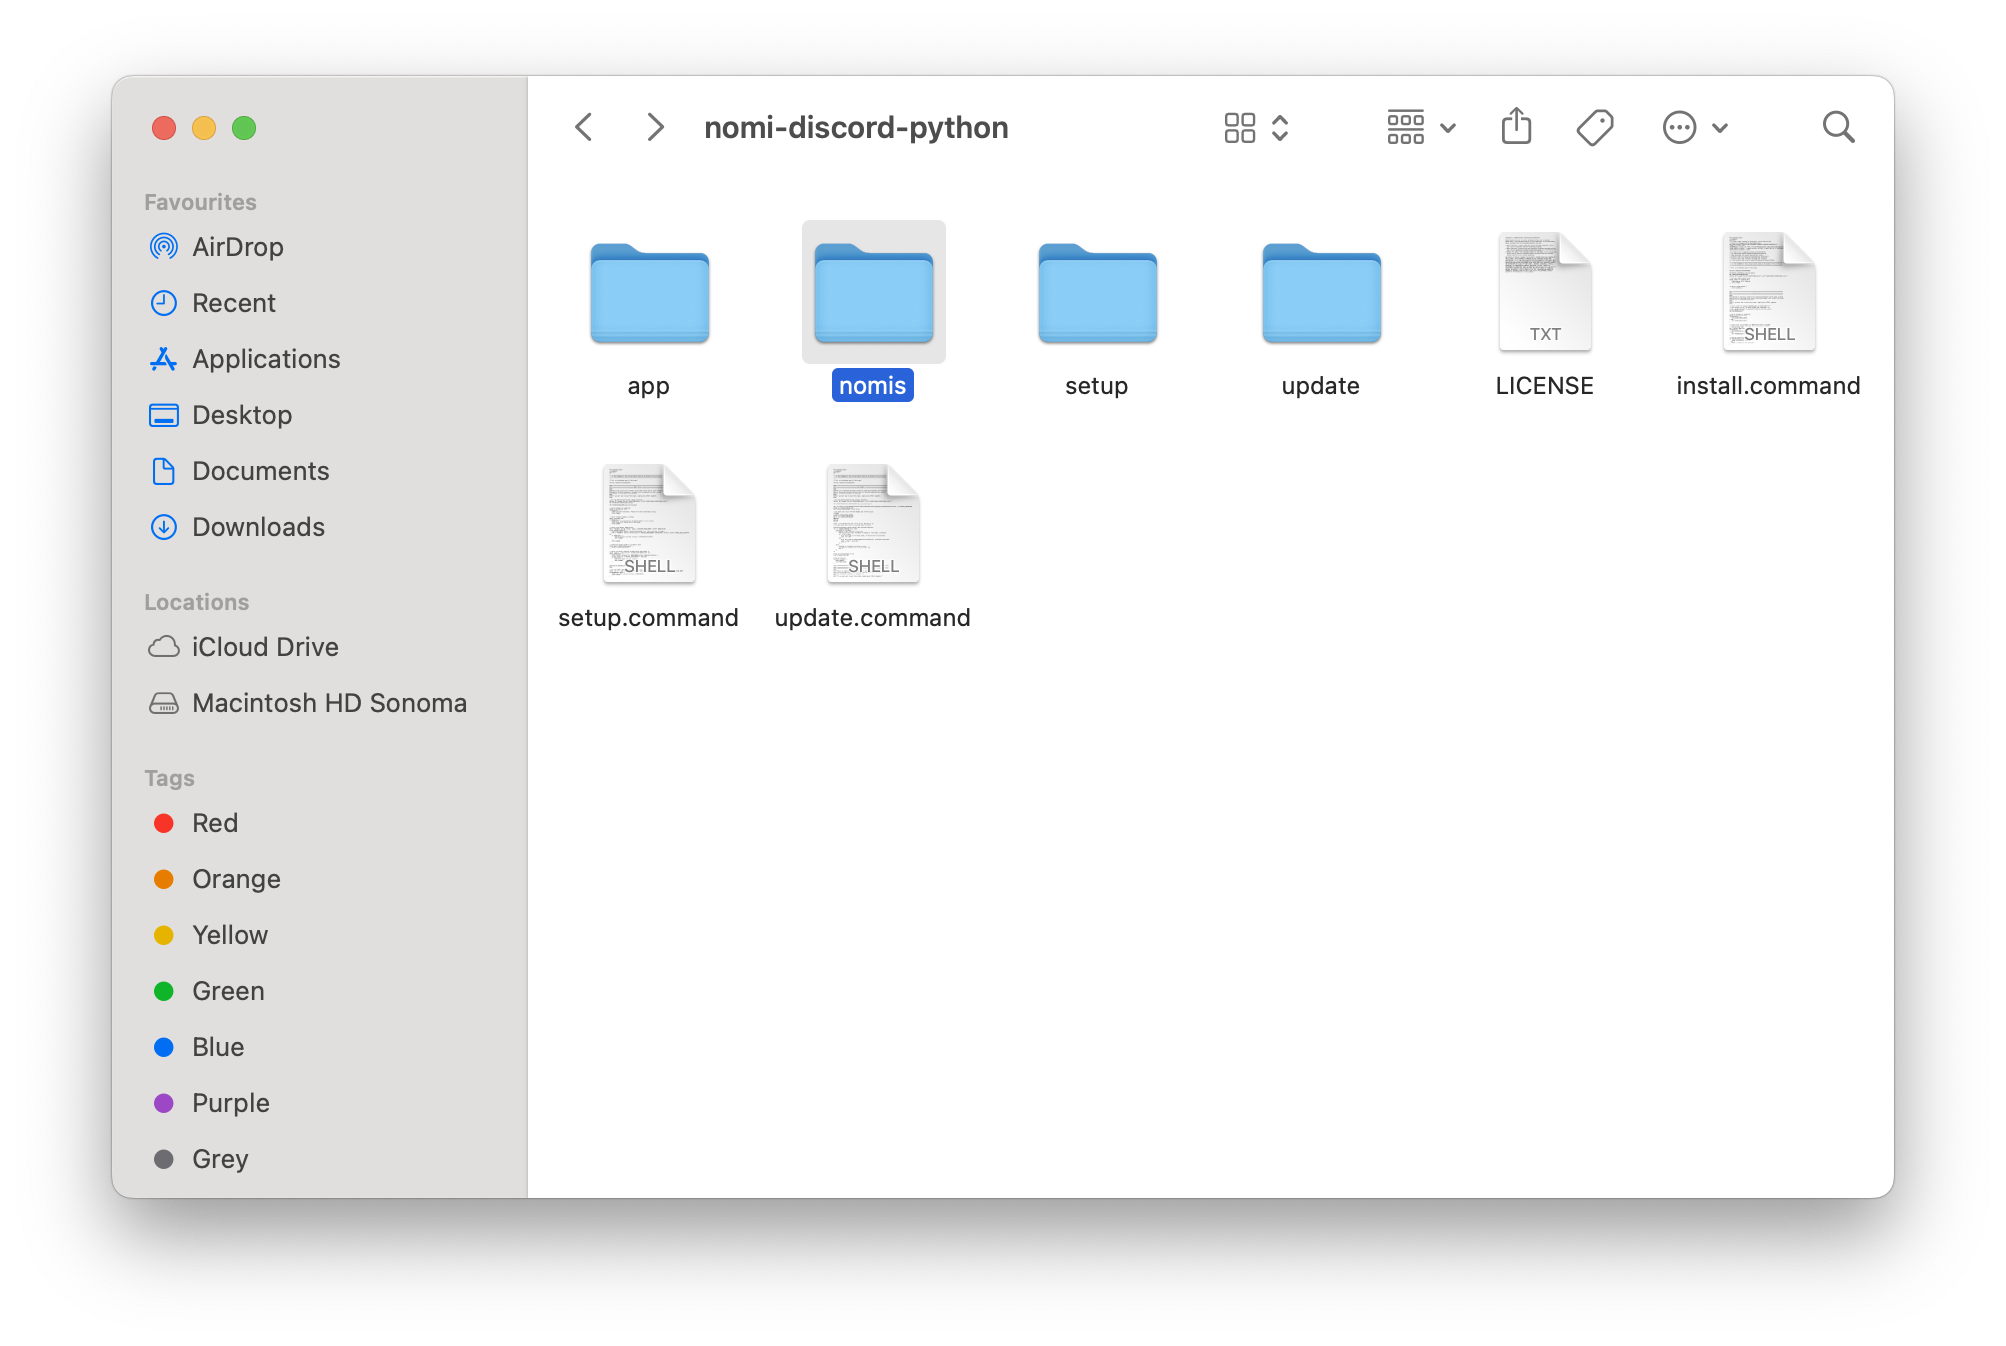 Favourites
AirDrop
Recent
Applications
Desktop
Documents
Downloads
Locations
iCloud Drive
Macintosh HD Sonoma
Tags
Red
Orange
Yellow
Green
Blue
Purple
Grey
nomi-discord-python
TXT
SHELL
app
nomis
setup
update
LICENSE
install.command
SHELL
SHELL
setup.command
update.command